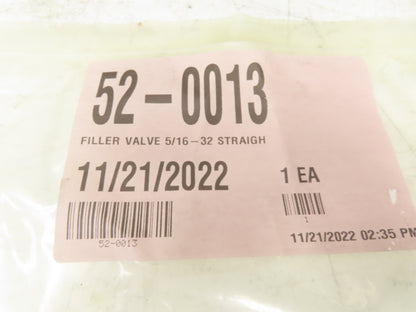 52-0013
FILLER VALVE 5/16-32 STRAIGH
11/21/2022 1 EA
52-0013 1
11/21/2022 02:35 PM